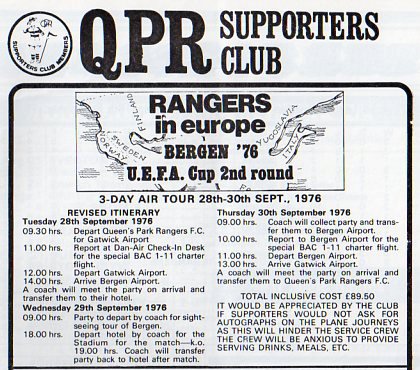 QPR SUPPORTERS
CLUB
SUPPORTERS CLUB MEMBERS
RANGERS
in europe
BERGEN '76
U.E.F.A. Cup 2nd round
FINLAND
SWEDEN
NORWAY
YUGOSLAVIA
ITALY
3-DAY AIR TOUR 28th-30th SEPT., 1976
REVISED ITINERARY
Tuesday 28th September 1976
09.30 hrs. Depart Queen's Park Rangers F.C.
for Gatwick Airport
11.00 hrs. Report at Dan-Air Check-In Desk
for the special BAC 1-11 charter
flight.
12.00 hrs. Depart Gatwick Airport.
14.00 hrs. Arrive Bergen Airport.
A coach will meet the party on arrival and
transfer them to their hotel.
Wednesday 29th September 1976
09.00 hrs. Party to depart by coach for sight-
seeing tour of Bergen.
18.00 hrs. Depart hotel by coach for the
Stadium for the match—k.o.
19.00 hrs. Coach will transfer
party back to hotel after match.
Thursday 30th September 1976
09.00 hrs. Coach will collect party and trans-
fer them to Bergen Airport.
10.00 hrs. Report to Bergen Airport for the
special BAC 1-11 charter flight.
11.00 hrs. Depart Bergen Airport.
13.00 hrs. Arrive Gatwick Airport.
A coach will meet the party on arrival and
transfer them to Queen's Park Rangers F.C.
TOTAL INCLUSIVE COST £89.50
IT WOULD BE APPRECIATED BY THE CLUB
IF SUPPORTERS WOULD NOT ASK FOR
AUTOGRAPHS ON THE PLANE JOURNEYS
AS THIS WILL HINDER THE SERVICE CREW
THE CREW WILL BE ANXIOUS TO PROVIDE
SERVING DRINKS, MEALS, ETC.